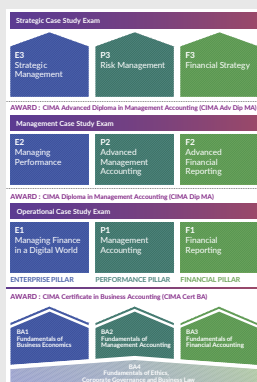 Strategic Case Study Exam
E3
Strategic
Management
P3
Risk Management
F3
Financial Strategy
AWARD : CIMA Advanced Diploma in Management Accounting (CIMA Adv Dip MA)
Management Case Study Exam
E2
Managing
Performance
P2
Advanced
Management
Accounting
F2
Advanced
Financial
Reporting
AWARD : CIMA Diploma in Management Accounting (CIMA Dip MA)
Operational Case Study Exam
E1
Managing Finance
in a Digital World
P1
Management
Accounting
F1
Financial
Reporting
ENTERPRISE PILLAR
PERFORMANCE PILLAR
FINANCIAL PILLAR
AWARD : CIMA Certificate in Business Accounting (CIMA Cert BA)
BA1
Fundamentals of
Business Economics
BA2
Fundamentals of
Management Accounting
BA3
Fundamentals of
Financial Accounting
BA4
Fundamentals of Ethics,
Corporate Governance and Business Law